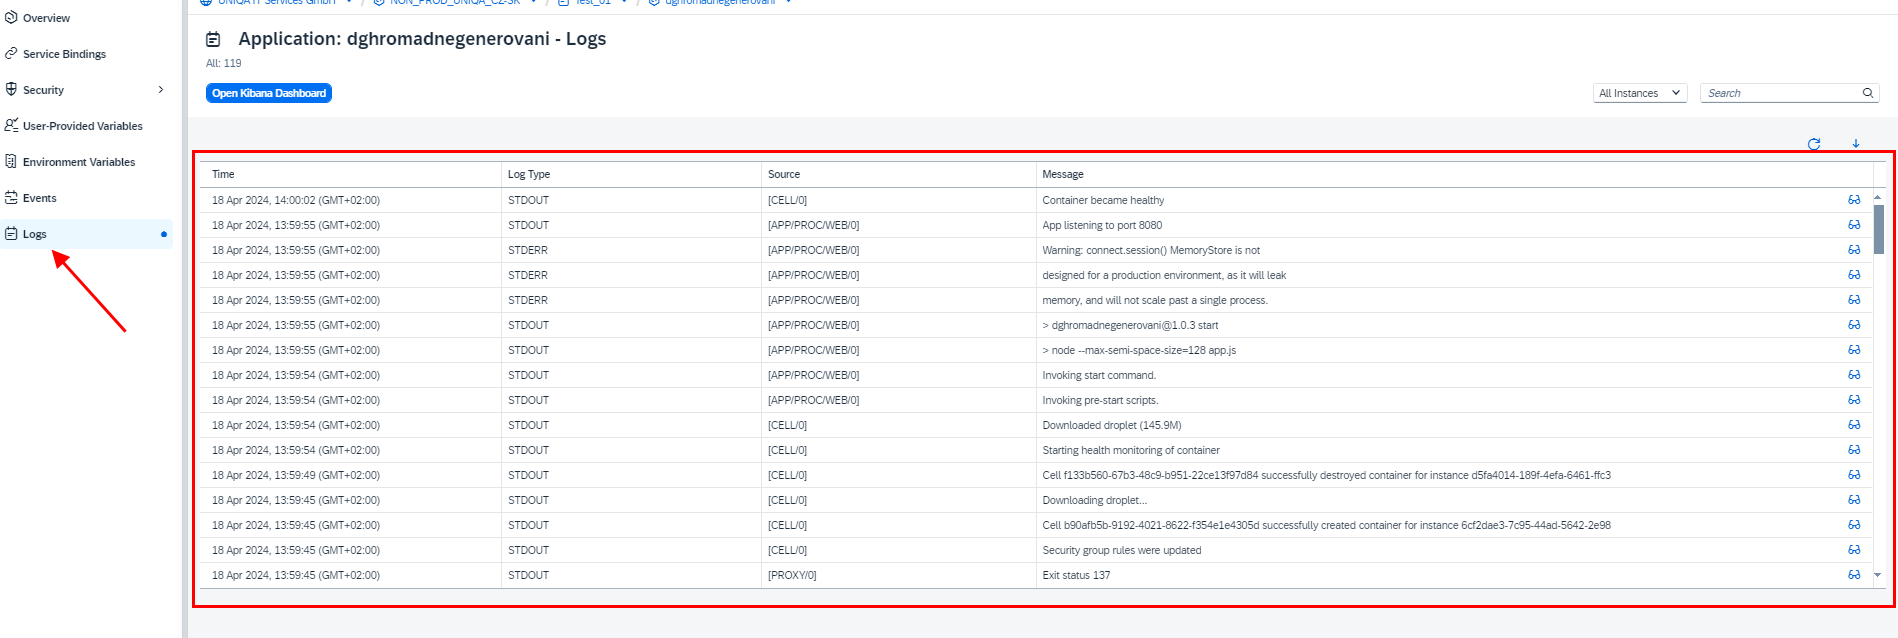 Overview
Service Bindings
Security
User-Provided Variables
Environment Variables
Events
Logs
UNIQA IT Services GmbH / NON_PROD_UNIQA_CZ-SK / Test_01 / dghromadnegenerovani
Application: dghromadnegenerovani - Logs
All: 119
Open Kibana Dashboard
All Instances
Search
Time Log Type Source Message
18 Apr 2024, 14:00:02 (GMT+02:00) STDOUT [CELL/0] Container became healthy
18 Apr 2024, 13:59:55 (GMT+02:00) STDOUT [APP/PROC/WEB/0] App listening to port 8080
18 Apr 2024, 13:59:55 (GMT+02:00) STDERR [APP/PROC/WEB/0] Warning: connect.session() MemoryStore is not
18 Apr 2024, 13:59:55 (GMT+02:00) STDERR [APP/PROC/WEB/0] designed for a production environment, as it will leak
18 Apr 2024, 13:59:55 (GMT+02:00) STDERR [APP/PROC/WEB/0] memory, and will not scale past a single process.
18 Apr 2024, 13:59:55 (GMT+02:00) STDOUT [APP/PROC/WEB/0] > dghromadnegenerovani@1.0.3 start
18 Apr 2024, 13:59:55 (GMT+02:00) STDOUT [APP/PROC/WEB/0] > node --max-semi-space-size=128 app.js
18 Apr 2024, 13:59:54 (GMT+02:00) STDOUT [APP/PROC/WEB/0] Invoking start command.
18 Apr 2024, 13:59:54 (GMT+02:00) STDOUT [APP/PROC/WEB/0] Invoking pre-start scripts.
18 Apr 2024, 13:59:54 (GMT+02:00) STDOUT [CELL/0] Downloaded droplet (145.9M)
18 Apr 2024, 13:59:54 (GMT+02:00) STDOUT [CELL/0] Starting health monitoring of container
18 Apr 2024, 13:59:49 (GMT+02:00) STDOUT [CELL/0] Cell f133b560-67b3-48c9-b951-22ce13f97d84 successfully destroyed container for instance d5fa4014-189f-4efa-6461-ffc3
18 Apr 2024, 13:59:45 (GMT+02:00) STDOUT [CELL/0] Downloading droplet...
18 Apr 2024, 13:59:45 (GMT+02:00) STDOUT [CELL/0] Cell b90afb5b-9192-4021-8622-f354e1e4305d successfully created container for instance 6cf2dae3-7c95-44ad-5642-2e98
18 Apr 2024, 13:59:45 (GMT+02:00) STDOUT [CELL/0] Security group rules were updated
18 Apr 2024, 13:59:45 (GMT+02:00) STDOUT [PROXY/0] Exit status 137